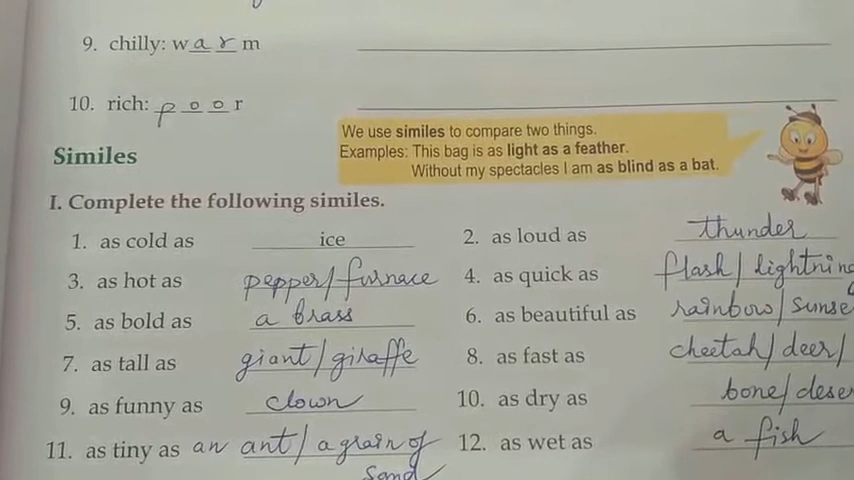 9. chilly: w a r m
10. rich: p o o r
We use similes to compare two things.
Examples: This bag is as light as a feather.
Without my spectacles I am as blind as a bat.
Similes
I. Complete the following similes.
1. as cold as ice 2. as loud as thunder
3. as hot as pepper/furnace 4. as quick as flash/lightning
5. as bold as a brass 6. as beautiful as rainbow/sunse
7. as tall as giant/giraffe 8. as fast as cheetah/deer/
9. as funny as clown 10. as dry as bone/deser
11. as tiny as an ant/a grain of sand 12. as wet as a fish